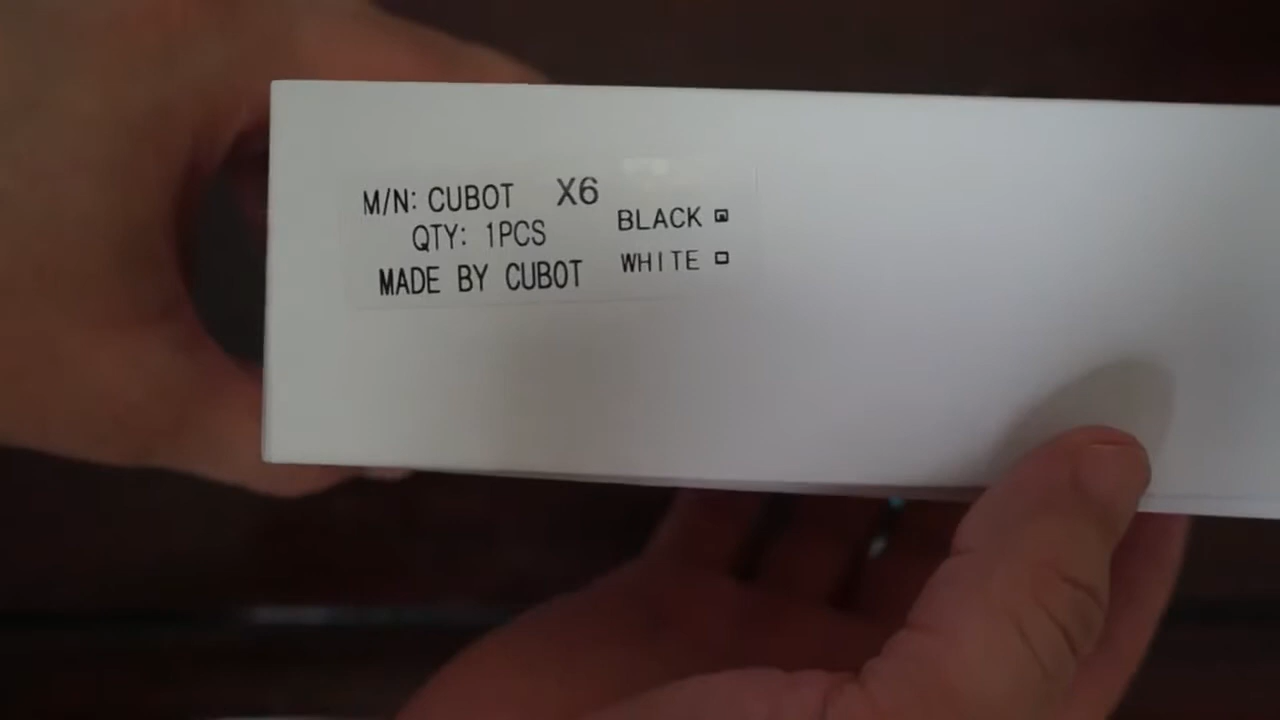 M/N: CUBOT X6
QTY: 1PCS
MADE BY CUBOT
BLACK
WHITE